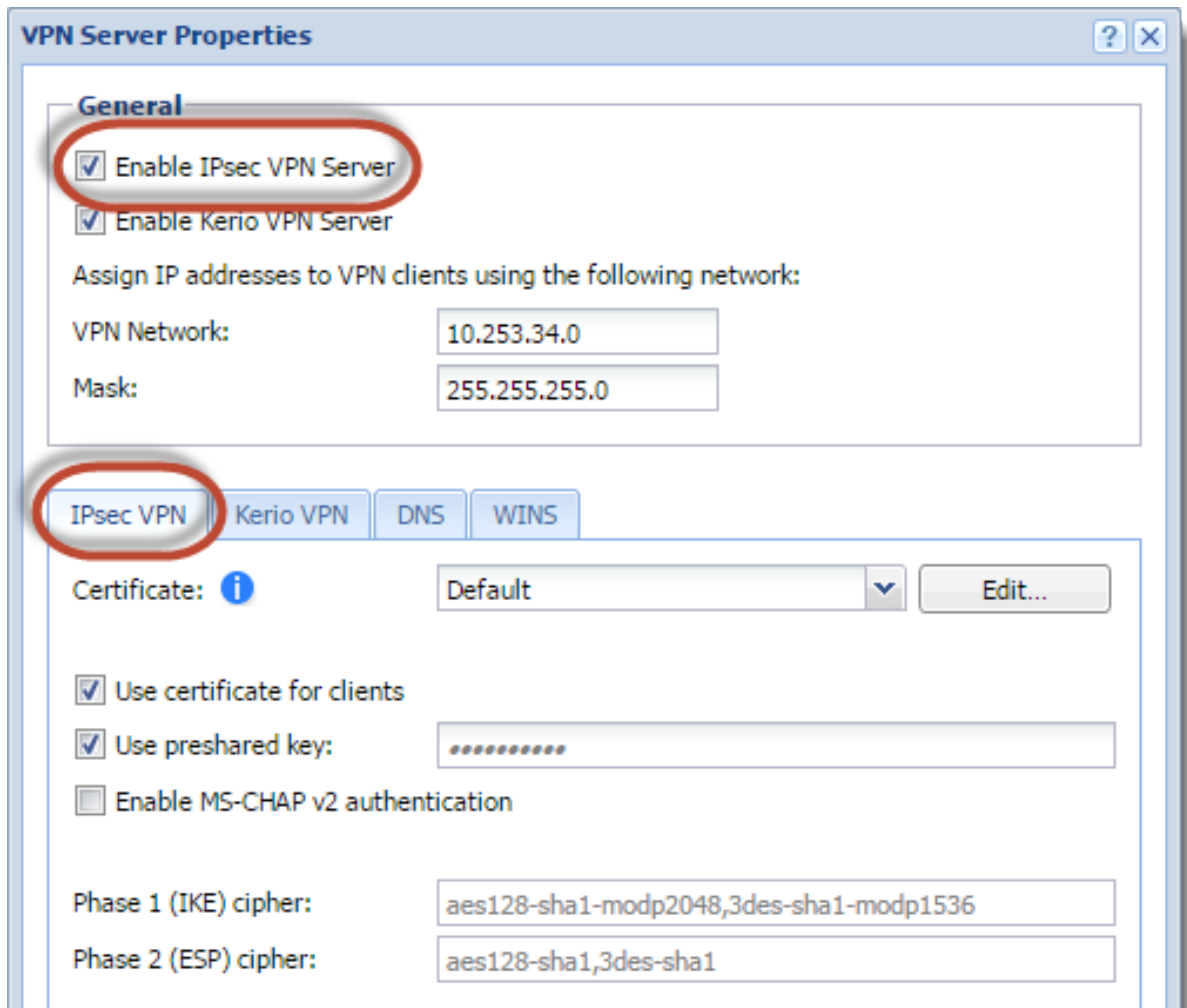 VPN Server Properties
General
Enable IPsec VPN Server
Enable Kerio VPN Server
Assign IP addresses to VPN clients using the following network:
VPN Network: 10.253.34.0
Mask: 255.255.255.0
IPsec VPN Kerio VPN DNS WINS
Certificate: i Default Edit...
Use certificate for clients
Use preshared key: ••••••••••
Enable MS-CHAP v2 authentication
Phase 1 (IKE) cipher: aes128-sha1-modp2048,3des-sha1-modp1536
Phase 2 (ESP) cipher: aes128-sha1,3des-sha1